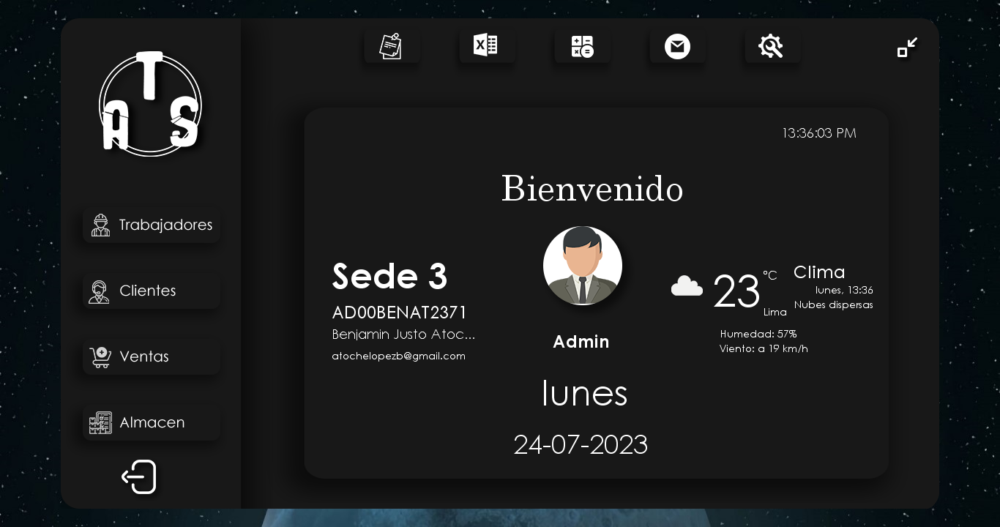 TAS
Trabajadores
Clientes
Ventas
Almacen
X
13:36:03 PM
Bienvenido
Sede 3
AD00BENAT2371
Benjamin Justo Atoc...
atochelopezb@gmail.com
Admin
23 °C
Lima
Clima
lunes, 13:36
Nubes dispersas
Humedad: 57%
Viento: a 19 km/h
lunes
24-07-2023